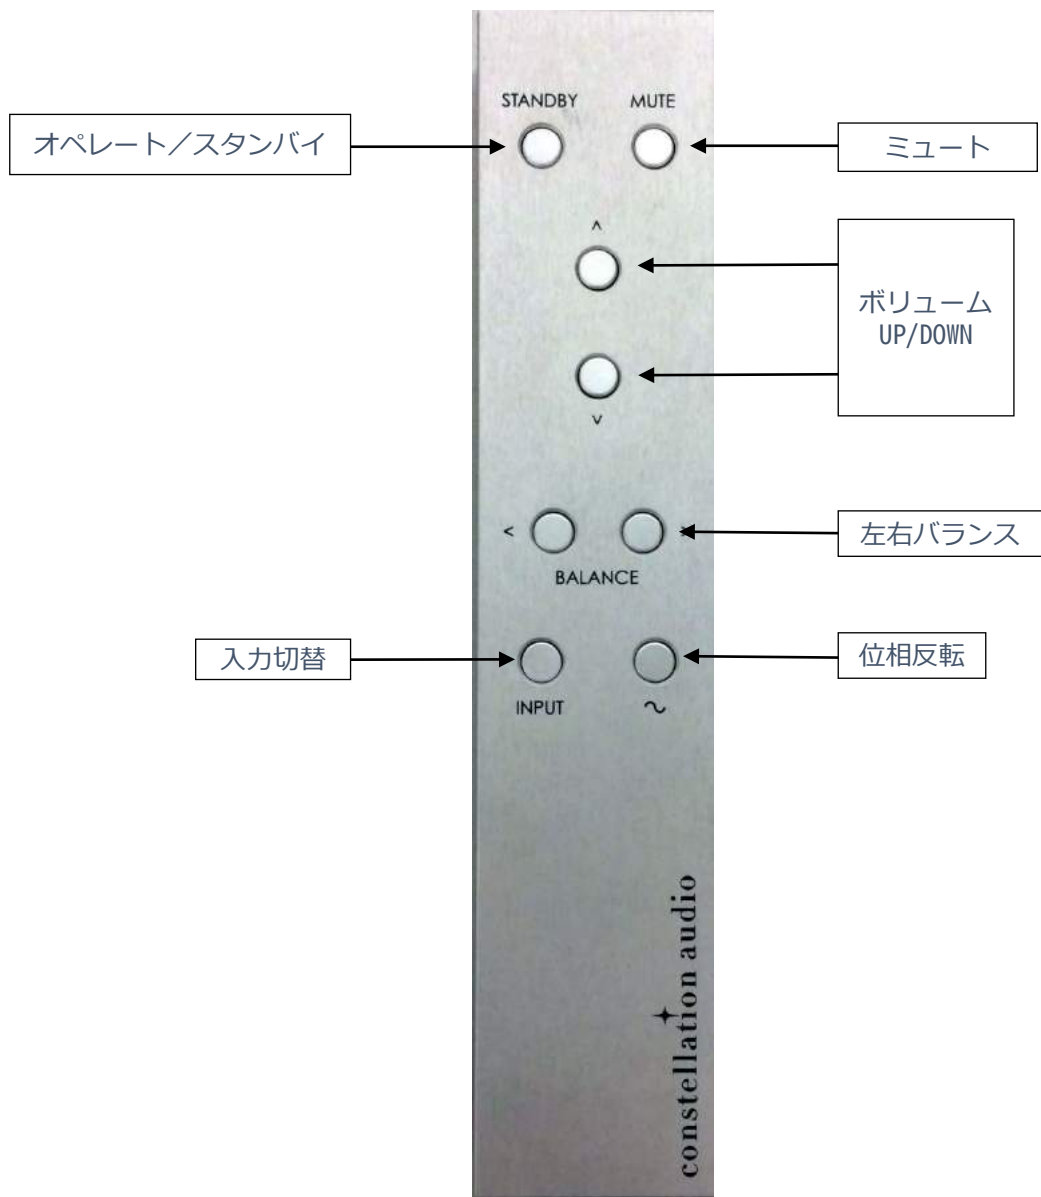 STANDBY MUTE
オペレート/スタンバイ
ミュート
^
ボリューム
UP/DOWN
v
<
左右バランス
BALANCE
入力切替
位相反転
INPUT ~
constellation audio